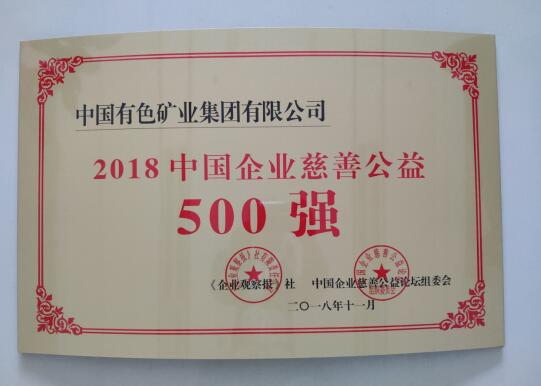 中国有色矿业集团有限公司
2018 中国企业慈善公益
500 强
《企业观察报》社 中国企业慈善公益论坛组委会
二〇一八年十一月